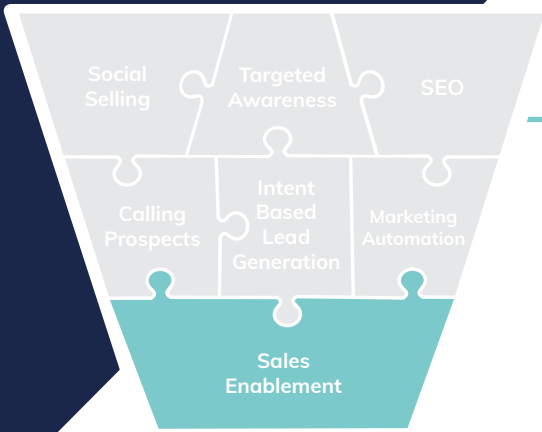 Social
Selling
Targeted
Awareness
SEO
Calling
Prospects
Intent
Based
Lead
Generation
Marketing
Automation
Sales
Enablement